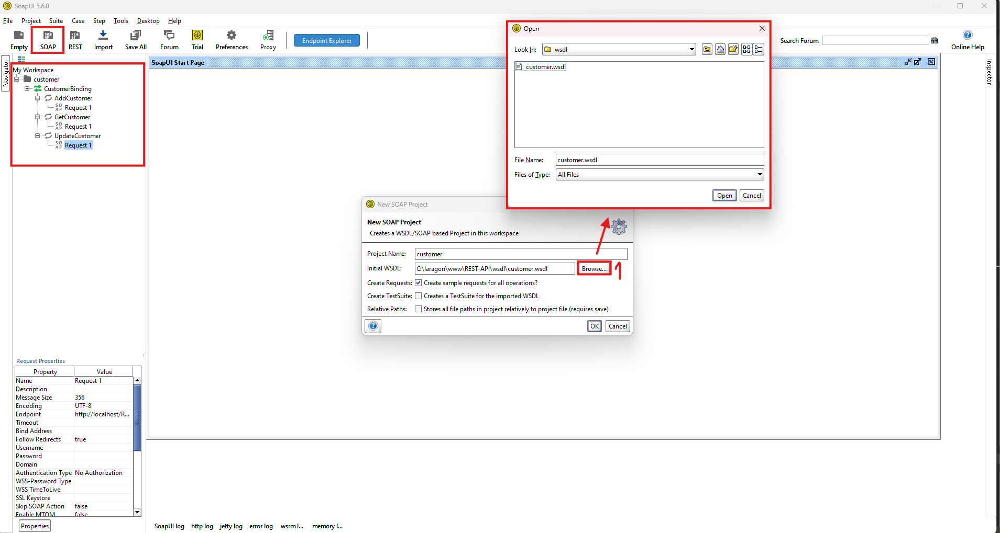 SoapUI 5.6.0
File Project Suite Case Step Tools Desktop Help
Empty SOAP REST Import Save All Forum Trial Preferences Proxy Endpoint Explorer Search Forum Online Help
Navigator
My Workspace
customer
CustomerBinding
AddCustomer
SO AP Request 1
GetCustomer
SO AP Request 1
UpdateCustomer
SO AP Request 1
SoapUI Start Page
Inspector
Open
Look In: wsdl
customer.wsdl
File Name: customer.wsdl
Files of Type: All Files
Open Cancel
New SOAP Project
New SOAP Project
Creates a WSDL/SOAP based Project in this workspace
Project Name: customer
Initial WSDL: C:\laragon\www\REST-API\wsdl\customer.wsdl Browse... 1
Create Requests: Create sample requests for all operations?
Create TestSuite: Creates a TestSuite for the imported WSDL
Relative Paths: Stores all file paths in project relatively to project file (requires save)
OK Cancel
Request Properties
Property Value
Name Request 1
Description
Message Size 356
Encoding UTF-8
Endpoint http://localhost/R...
Timeout
Bind Address
Follow Redirects true
Username
Password
Domain
Authentication Type No Authorization
WSS-Password Type
WSS TimeToLive
SSL Keystore
Skip SOAP Action false
Enable MTOM false
Properties
SoapUI log http log jetty log error log wsrm l... memory l...